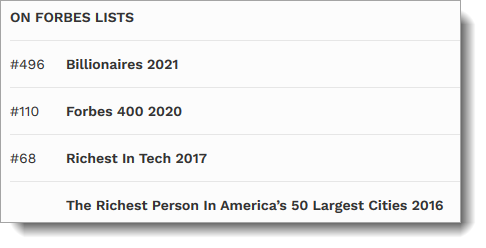 ON FORBES LISTS
#496 Billionaires 2021
#110 Forbes 400 2020
#68 Richest In Tech 2017
The Richest Person In America's 50 Largest Cities 2016